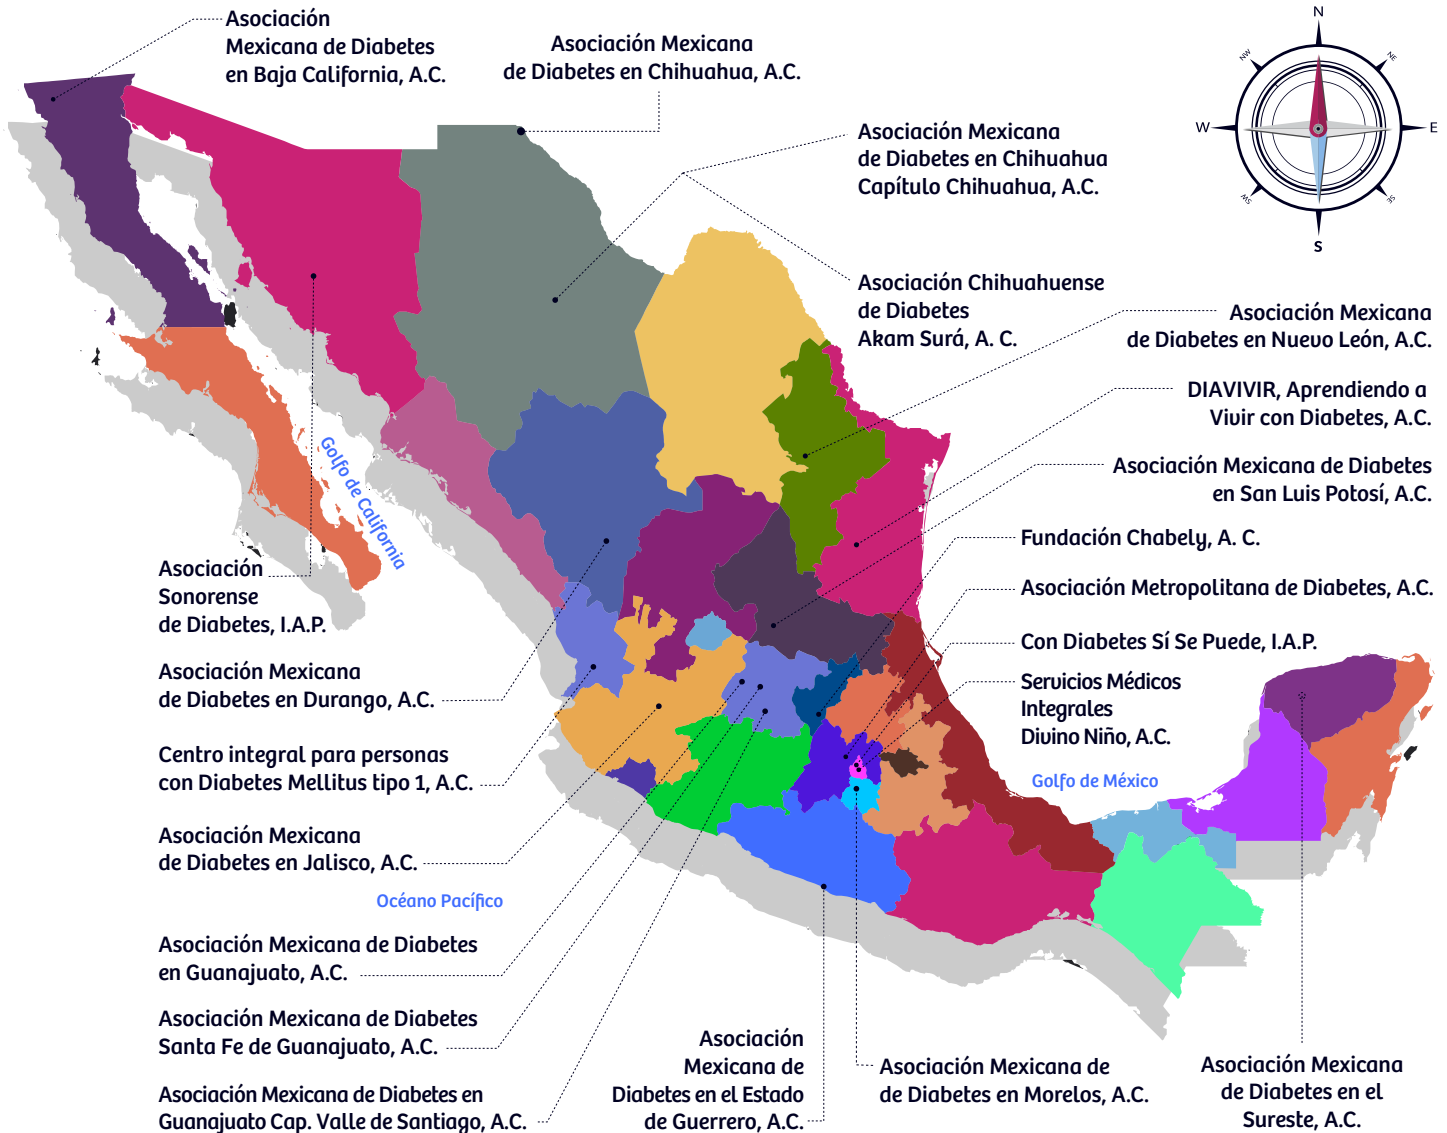 Asociación
Mexicana de Diabetes
en Baja California, A.C.
Asociación Mexicana
de Diabetes en Chihuahua, A.C.
N
NE
E
SE
S
SW
W
NW
Asociación Mexicana
de Diabetes en Chihuahua
Capítulo Chihuahua, A.C.
Asociación Chihuahuense
de Diabetes
Akam Surá, A. C.
Asociación Mexicana
de Diabetes en Nuevo León, A.C.
DIAVIVIR, Aprendiendo a
Vivir con Diabetes, A.C.
Asociación Mexicana de Diabetes
en San Luis Potosí, A.C.
Fundación Chabely, A. C.
Asociación Metropolitana de Diabetes, A.C.
Con Diabetes Sí Se Puede, I.A.P.
Servicios Médicos
Integrales
Divino Niño, A.C.
Golfo de México
Golfo de California
Asociación
Sonorense
de Diabetes, I.A.P.
Asociación Mexicana
de Diabetes en Durango, A.C.
Centro integral para personas
con Diabetes Mellitus tipo 1, A.C.
Asociación Mexicana
de Diabetes en Jalisco, A.C.
Océano Pacífico
Asociación Mexicana de Diabetes
en Guanajuato, A.C.
Asociación Mexicana de Diabetes
Santa Fe de Guanajuato, A.C.
Asociación Mexicana de Diabetes en
Guanajuato Cap. Valle de Santiago, A.C.
Asociación
Mexicana de
Diabetes en el Estado
de Guerrero, A.C.
Asociación Mexicana de
de Diabetes en Morelos, A.C.
Asociación Mexicana
de Diabetes en el
Sureste, A.C.